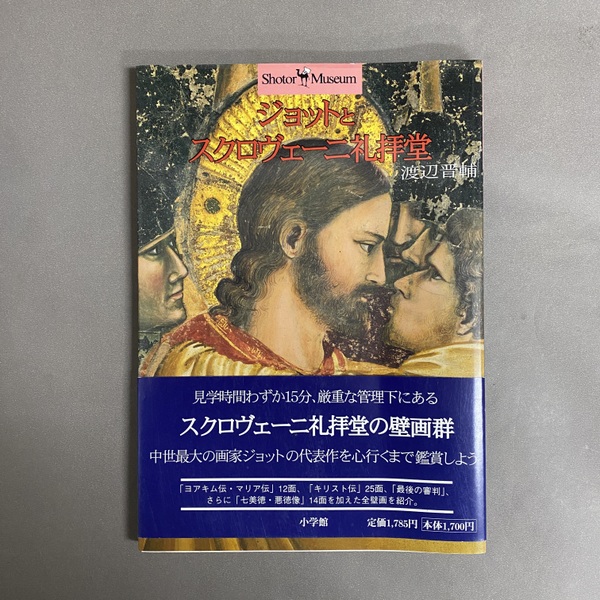 Shotor Museum
ジョットと
スクロヴェーニ礼拝堂
渡辺晋輔
見学時間わずか15分、厳重な管理下にある
スクロヴェーニ礼拝堂の壁画群
中世最大の画家ジョットの代表作を心行くまで鑑賞しよう
「ヨアキム伝・マリア伝」12面、「キリスト伝」25面、「最後の審判」、
さらに「七美徳・悪徳像」14面を加えた全壁画を紹介。
小学館 定価1,785円 本体1,700円